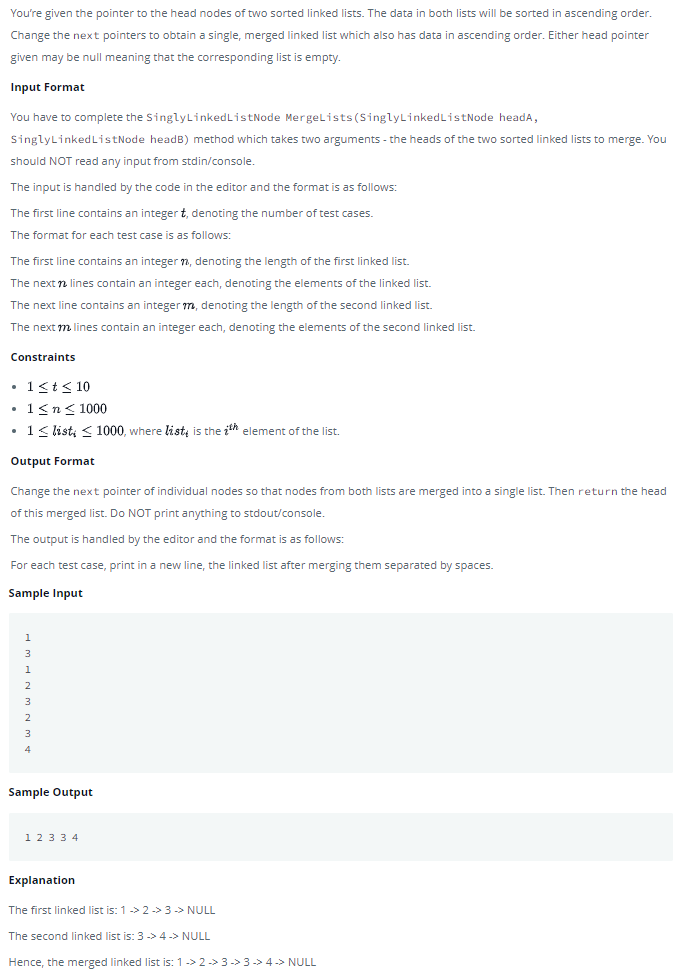 You're given the pointer to the head nodes of two sorted linked lists. The data in both lists will be sorted in ascending order.
Change the next pointers to obtain a single, merged linked list which also has data in ascending order. Either head pointer
given may be null meaning that the corresponding list is empty.
Input Format
You have to complete the SinglyLinkedListNode MergeLists(SinglyLinkedListNode headA,
SinglyLinkedListNode headB) method which takes two arguments - the heads of the two sorted linked lists to merge. You
should NOT read any input from stdin/console.
The input is handled by the code in the editor and the format is as follows:
The first line contains an integer t, denoting the number of test cases.
The format for each test case is as follows:
The first line contains an integer n, denoting the length of the first linked list.
The next n lines contain an integer each, denoting the elements of the linked list.
The next line contains an integer m, denoting the length of the second linked list.
The next m lines contain an integer each, denoting the elements of the second linked list.
Constraints
• 1 ≤ t ≤ 10
• 1 ≤ n ≤ 1000
• 1 ≤ list_i ≤ 1000, where list_i is the i^th element of the list.
Output Format
Change the next pointer of individual nodes so that nodes from both lists are merged into a single list. Then return the head
of this merged list. Do NOT print anything to stdout/console.
The output is handled by the editor and the format is as follows:
For each test case, print in a new line, the linked list after merging them separated by spaces.
Sample Input
1
3
1
2
3
2
3
4
Sample Output
1 2 3 3 4
Explanation
The first linked list is: 1 -> 2 -> 3 -> NULL
The second linked list is: 3 -> 4 -> NULL
Hence, the merged linked list is: 1 -> 2 -> 3 -> 3 -> 4 -> NULL